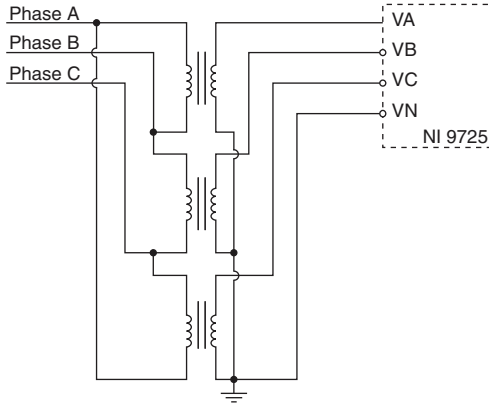 Phase A
Phase B
Phase C
VA
VB
VC
VN
NI 9725